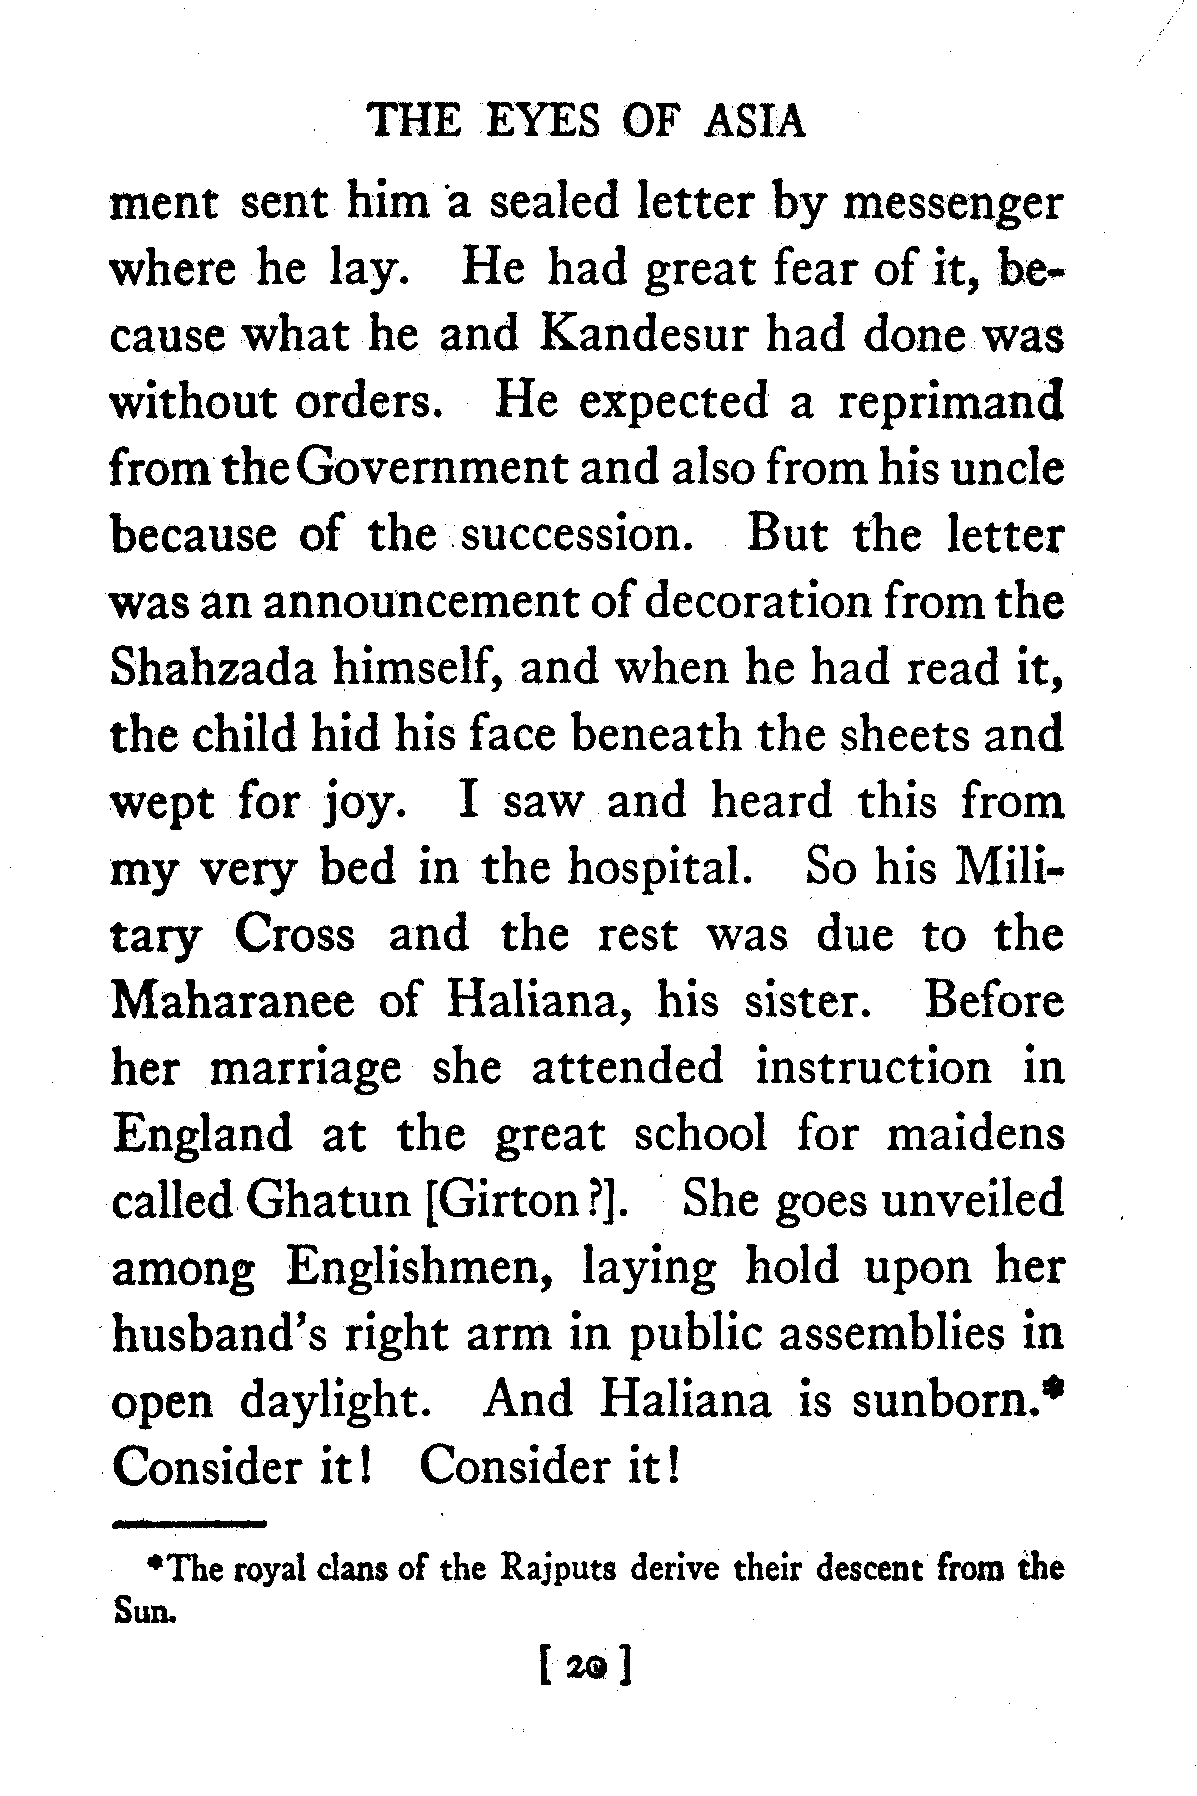 THE EYES OF ASIA
ment sent him a sealed letter by messenger
where he lay. He had great fear of it, be-
cause what he and Kandesur had done was
without orders. He expected a reprimand
from the Government and also from his uncle
because of the succession. But the letter
was an announcement of decoration from the
Shahzada himself, and when he had read it,
the child hid his face beneath the sheets and
wept for joy. I saw and heard this from
my very bed in the hospital. So his Mili-
tary Cross and the rest was due to the
Maharanee of Haliana, his sister. Before
her marriage she attended instruction in
England at the great school for maidens
called Ghatun [Girton?]. She goes unveiled
among Englishmen, laying hold upon her
husband's right arm in public assemblies in
open daylight. And Haliana is sunborn.*
Consider it! Consider it!
*The royal clans of the Rajputs derive their descent from the
Sun.
[ 20 ]